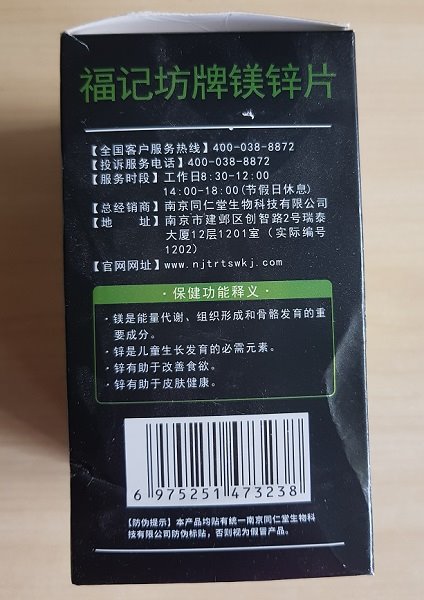 福记坊牌镁锌片
【全国客户服务热线】400-038-8872
【投诉服务电话】400-038-8872
【服务时段】工作日8:30-12:00
14:00-18:00(节假日休息)
【总经销商】南京同仁堂生物科技有限公司
【地 址】南京市建邺区创智路2号瑞泰
大厦12层1201室（实际编号
1202）
【官网网址】www.njtrtswkj.com
·保健功能释义·
·镁是能量代谢、组织形成和骨骼发育的重
要成分。
·锌是儿童生长发育的必需元素。
·锌有助于改善食欲。
·锌有助于皮肤健康。
6 975251 473238
【防伪提示】本产品均贴有统一南京同仁堂生物科
技有限公司防伪标贴，否则视为假冒产品。